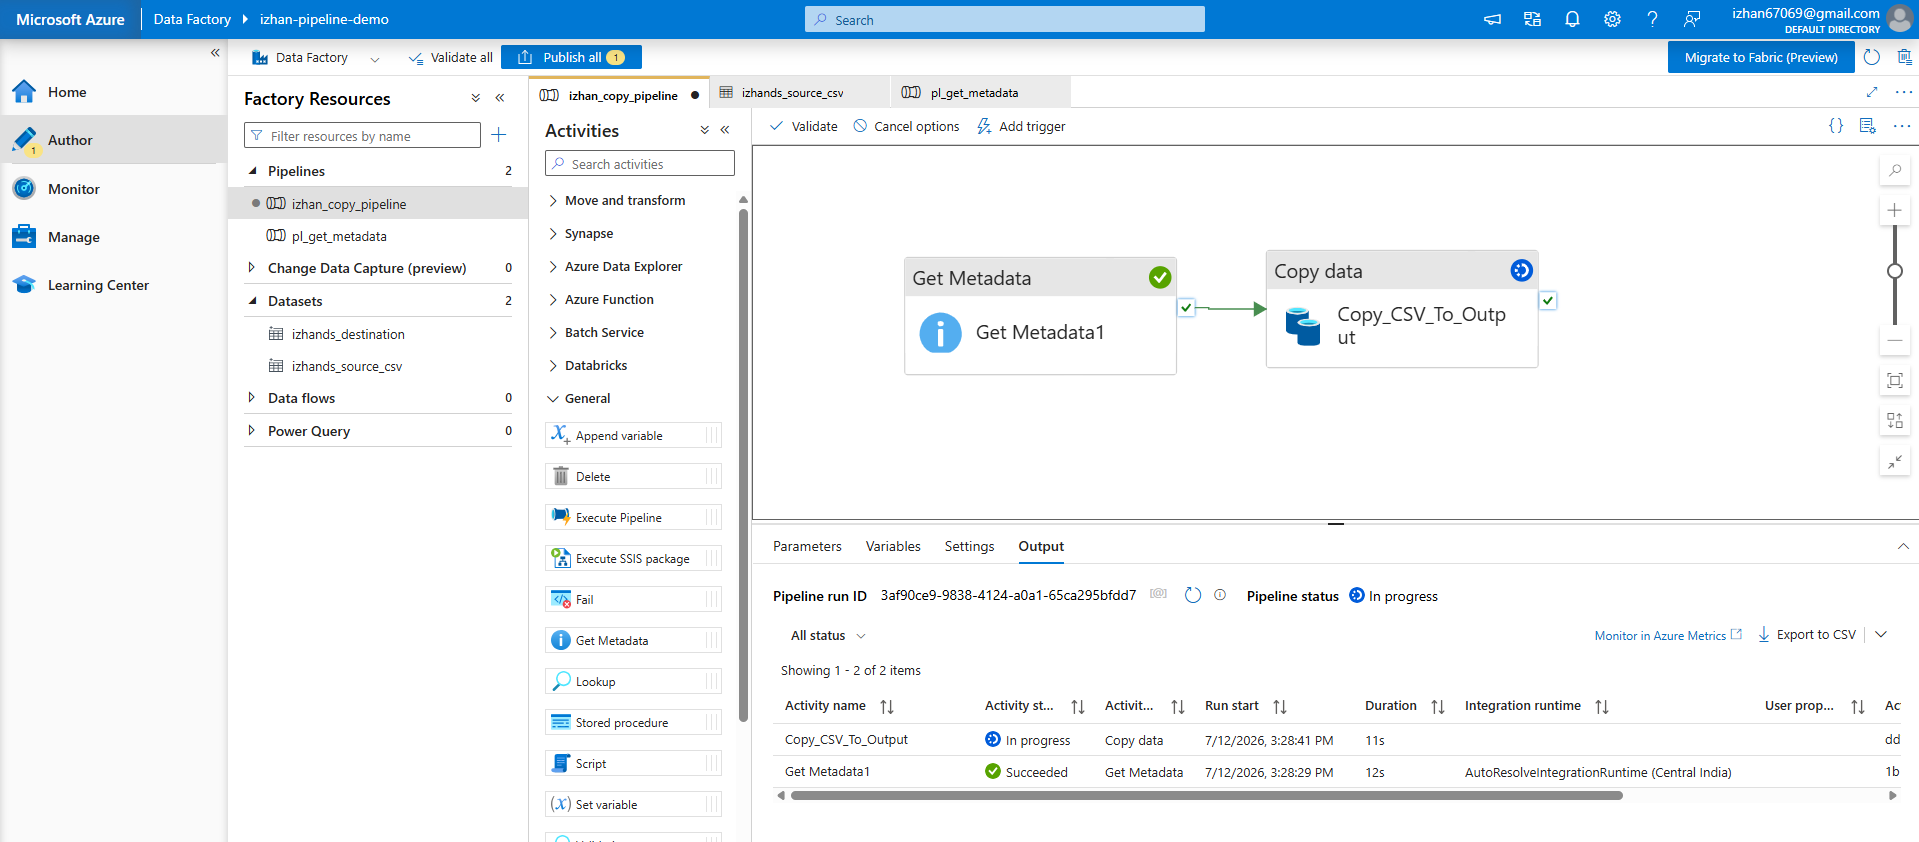 Microsoft Azure
Data Factory
izhan-pipeline-demo
Search
izhan67069@gmail.com
DEFAULT DIRECTORY
Home
Author
1
Monitor
Manage
Learning Center
Data Factory
Validate all
Publish all 1
Migrate to Fabric (Preview)
Factory Resources
Filter resources by name
Pipelines 2
izhan_copy_pipeline
pl_get_metadata
Change Data Capture (preview) 0
Datasets 2
izhands_destination
izhands_source_csv
Data flows 0
Power Query 0
izhan_copy_pipeline
izhands_source_csv
pl_get_metadata
Activities
Search activities
Move and transform
Synapse
Azure Data Explorer
Azure Function
Batch Service
Databricks
General
Append variable
Delete
Execute Pipeline
Execute SSIS package
Fail
Get Metadata
Lookup
Stored procedure
Script
Set variable
Validate
Cancel options
Add trigger
Get Metadata
Get Metadata1
Copy data
Copy_CSV_To_Outp
ut
Parameters Variables Settings Output
Pipeline run ID 3af90ce9-9838-4124-a0a1-65ca295bfdd7 Pipeline status In progress
All status
Monitor in Azure Metrics Export to CSV
Showing 1 - 2 of 2 items
Activity name Activity st... Activit... Run start Duration Integration runtime User prop... Ac
Copy_CSV_To_Output In progress Copy data 7/12/2026, 3:28:41 PM 11s dd
Get Metadata1 Succeeded Get Metadata 7/12/2026, 3:28:29 PM 12s AutoResolveIntegrationRuntime (Central India) 1b